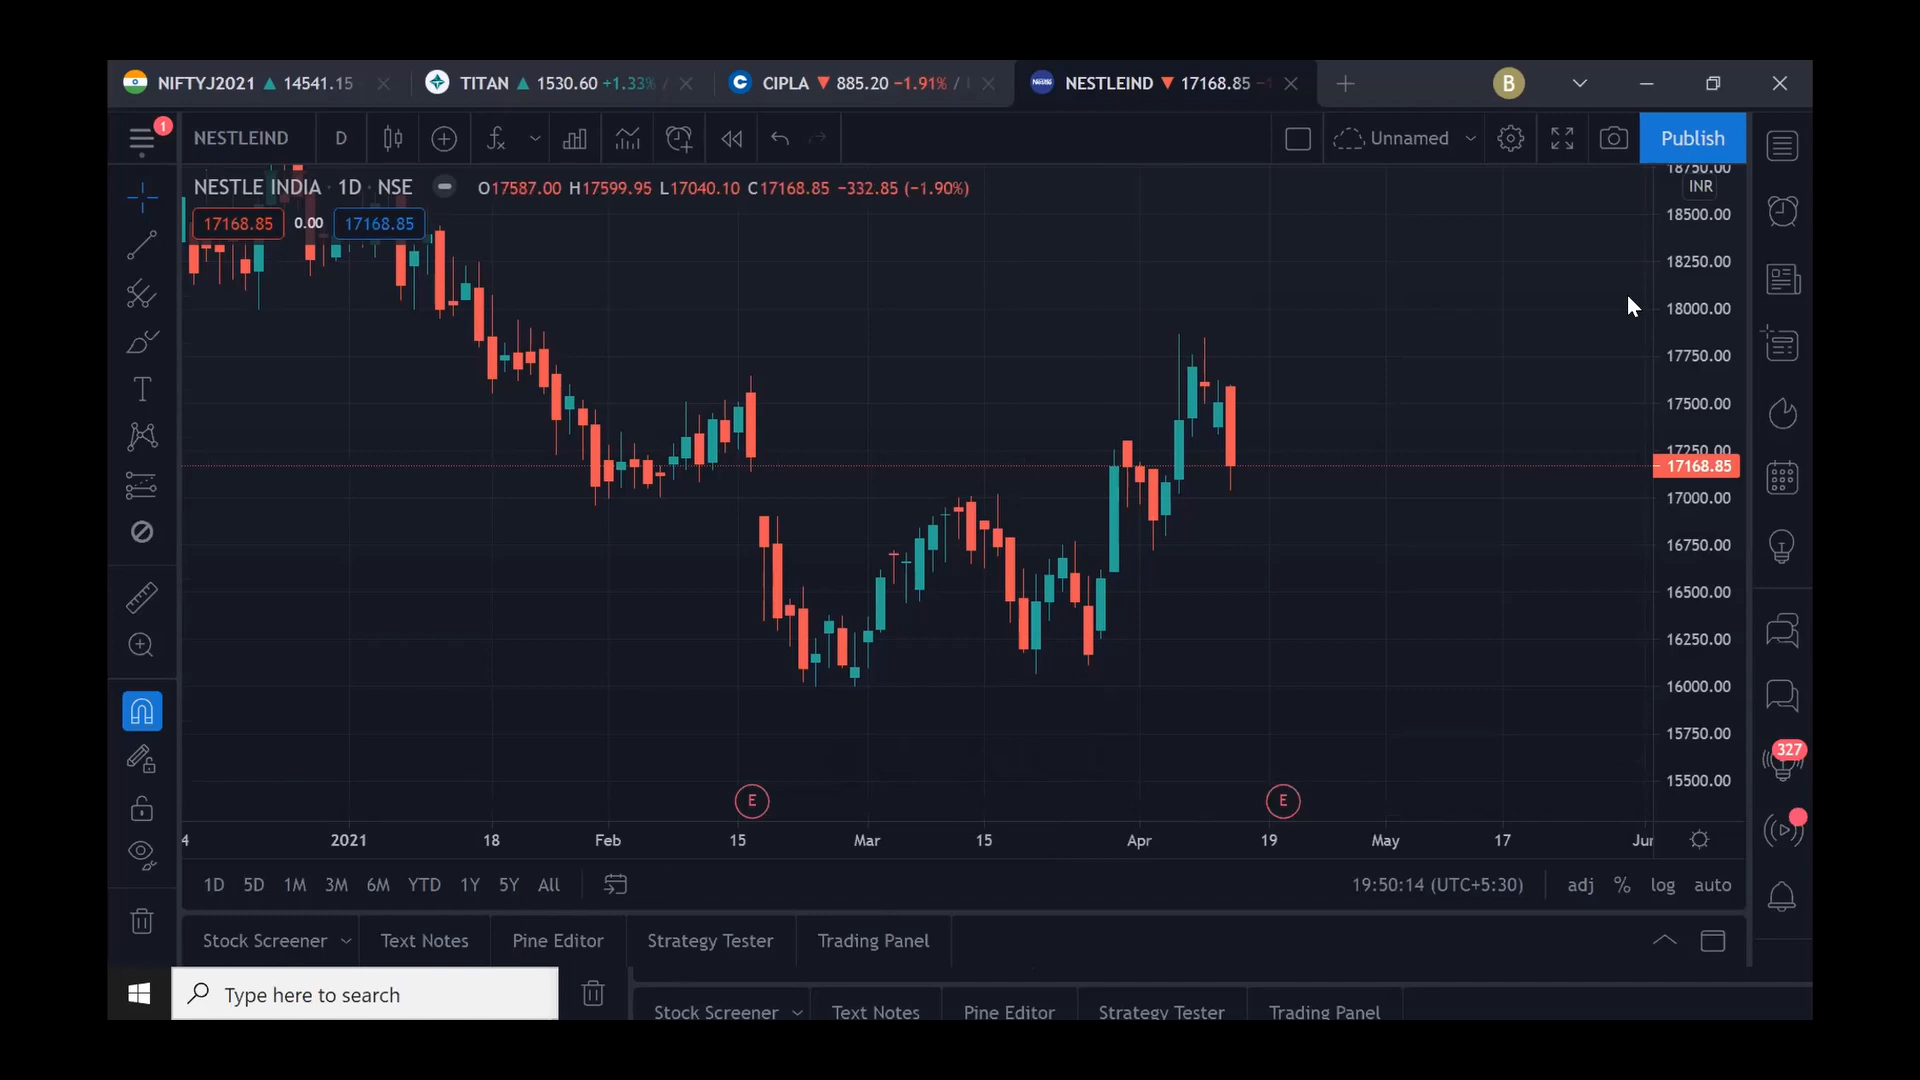 NIFTYJ2021 ▲ 14541.15
TITAN ▲ 1530.60 +1.33% /
C CIPLA ▼ 885.20 −1.91% /
NESTLEIND ▼ 17168.85
B
1
NESTLEIND D
Unnamed
Publish
NESTLE INDIA · 1D · NSE O17587.00 H17599.95 L17040.10 C17168.85 −332.85 (−1.90%)
17168.85 0.00 17168.85
18750.00
INR
18500.00
18250.00
18000.00
17750.00
17500.00
17250.00
17168.85
17000.00
16750.00
16500.00
16250.00
16000.00
15750.00
15500.00
327
E E
4 2021 18 Feb 15 Mar 15 Apr 19 May 17 Jun
1D 5D 1M 3M 6M YTD 1Y 5Y All
19:50:14 (UTC+5:30) adj % log auto
Stock Screener Text Notes Pine Editor Strategy Tester Trading Panel
Type here to search
Stock Screener Text Notes Pine Editor Strategy Tester Trading Panel